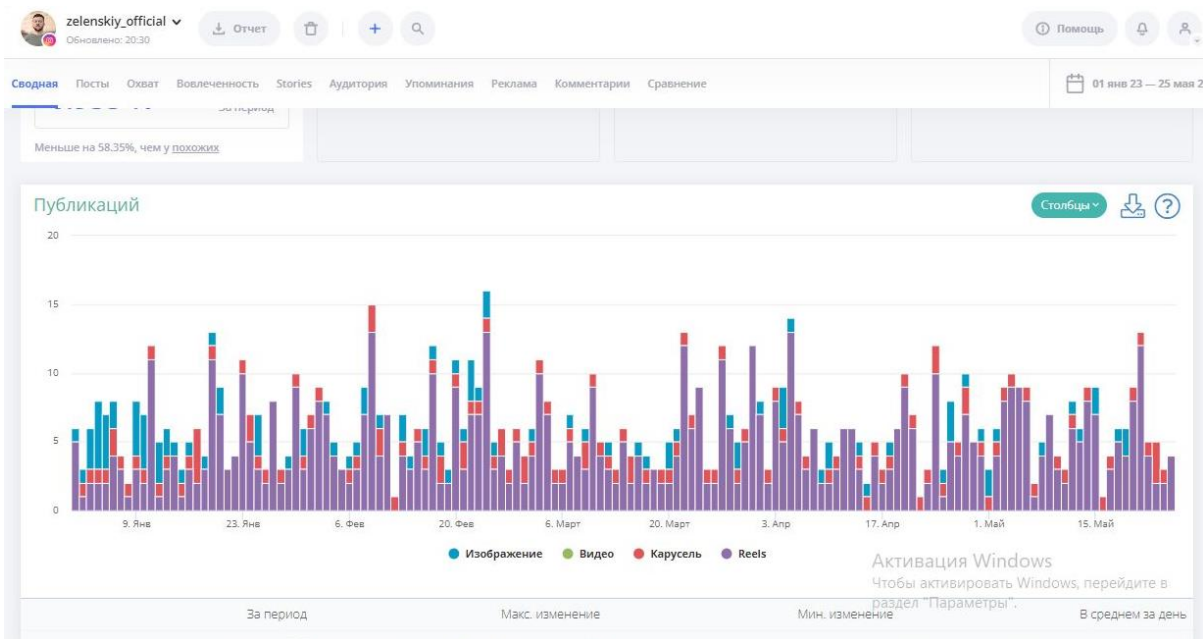 zelenskiy_official
Обновлено: 20:30
Отчет
Помощь
Сводная Посты Охват Вовлеченность Stories Аудитория Упоминания Реклама Комментарии Сравнение
01 янв 23 — 25 мая 2
За период
Меньше на 58.35%, чем у похожих
Публикаций
Столбцы
20
15
10
5
0
9. Янв 23. Янв 6. Фев 20. Фев 6. Март 20. Март 3. Апр 17. Апр 1. Май 15. Май
Изображение Видео Карусель Reels
Активация Windows
Чтобы активировать Windows, перейдите в
раздел "Параметры".
За период Макс. изменение Мин. изменение В среднем за день